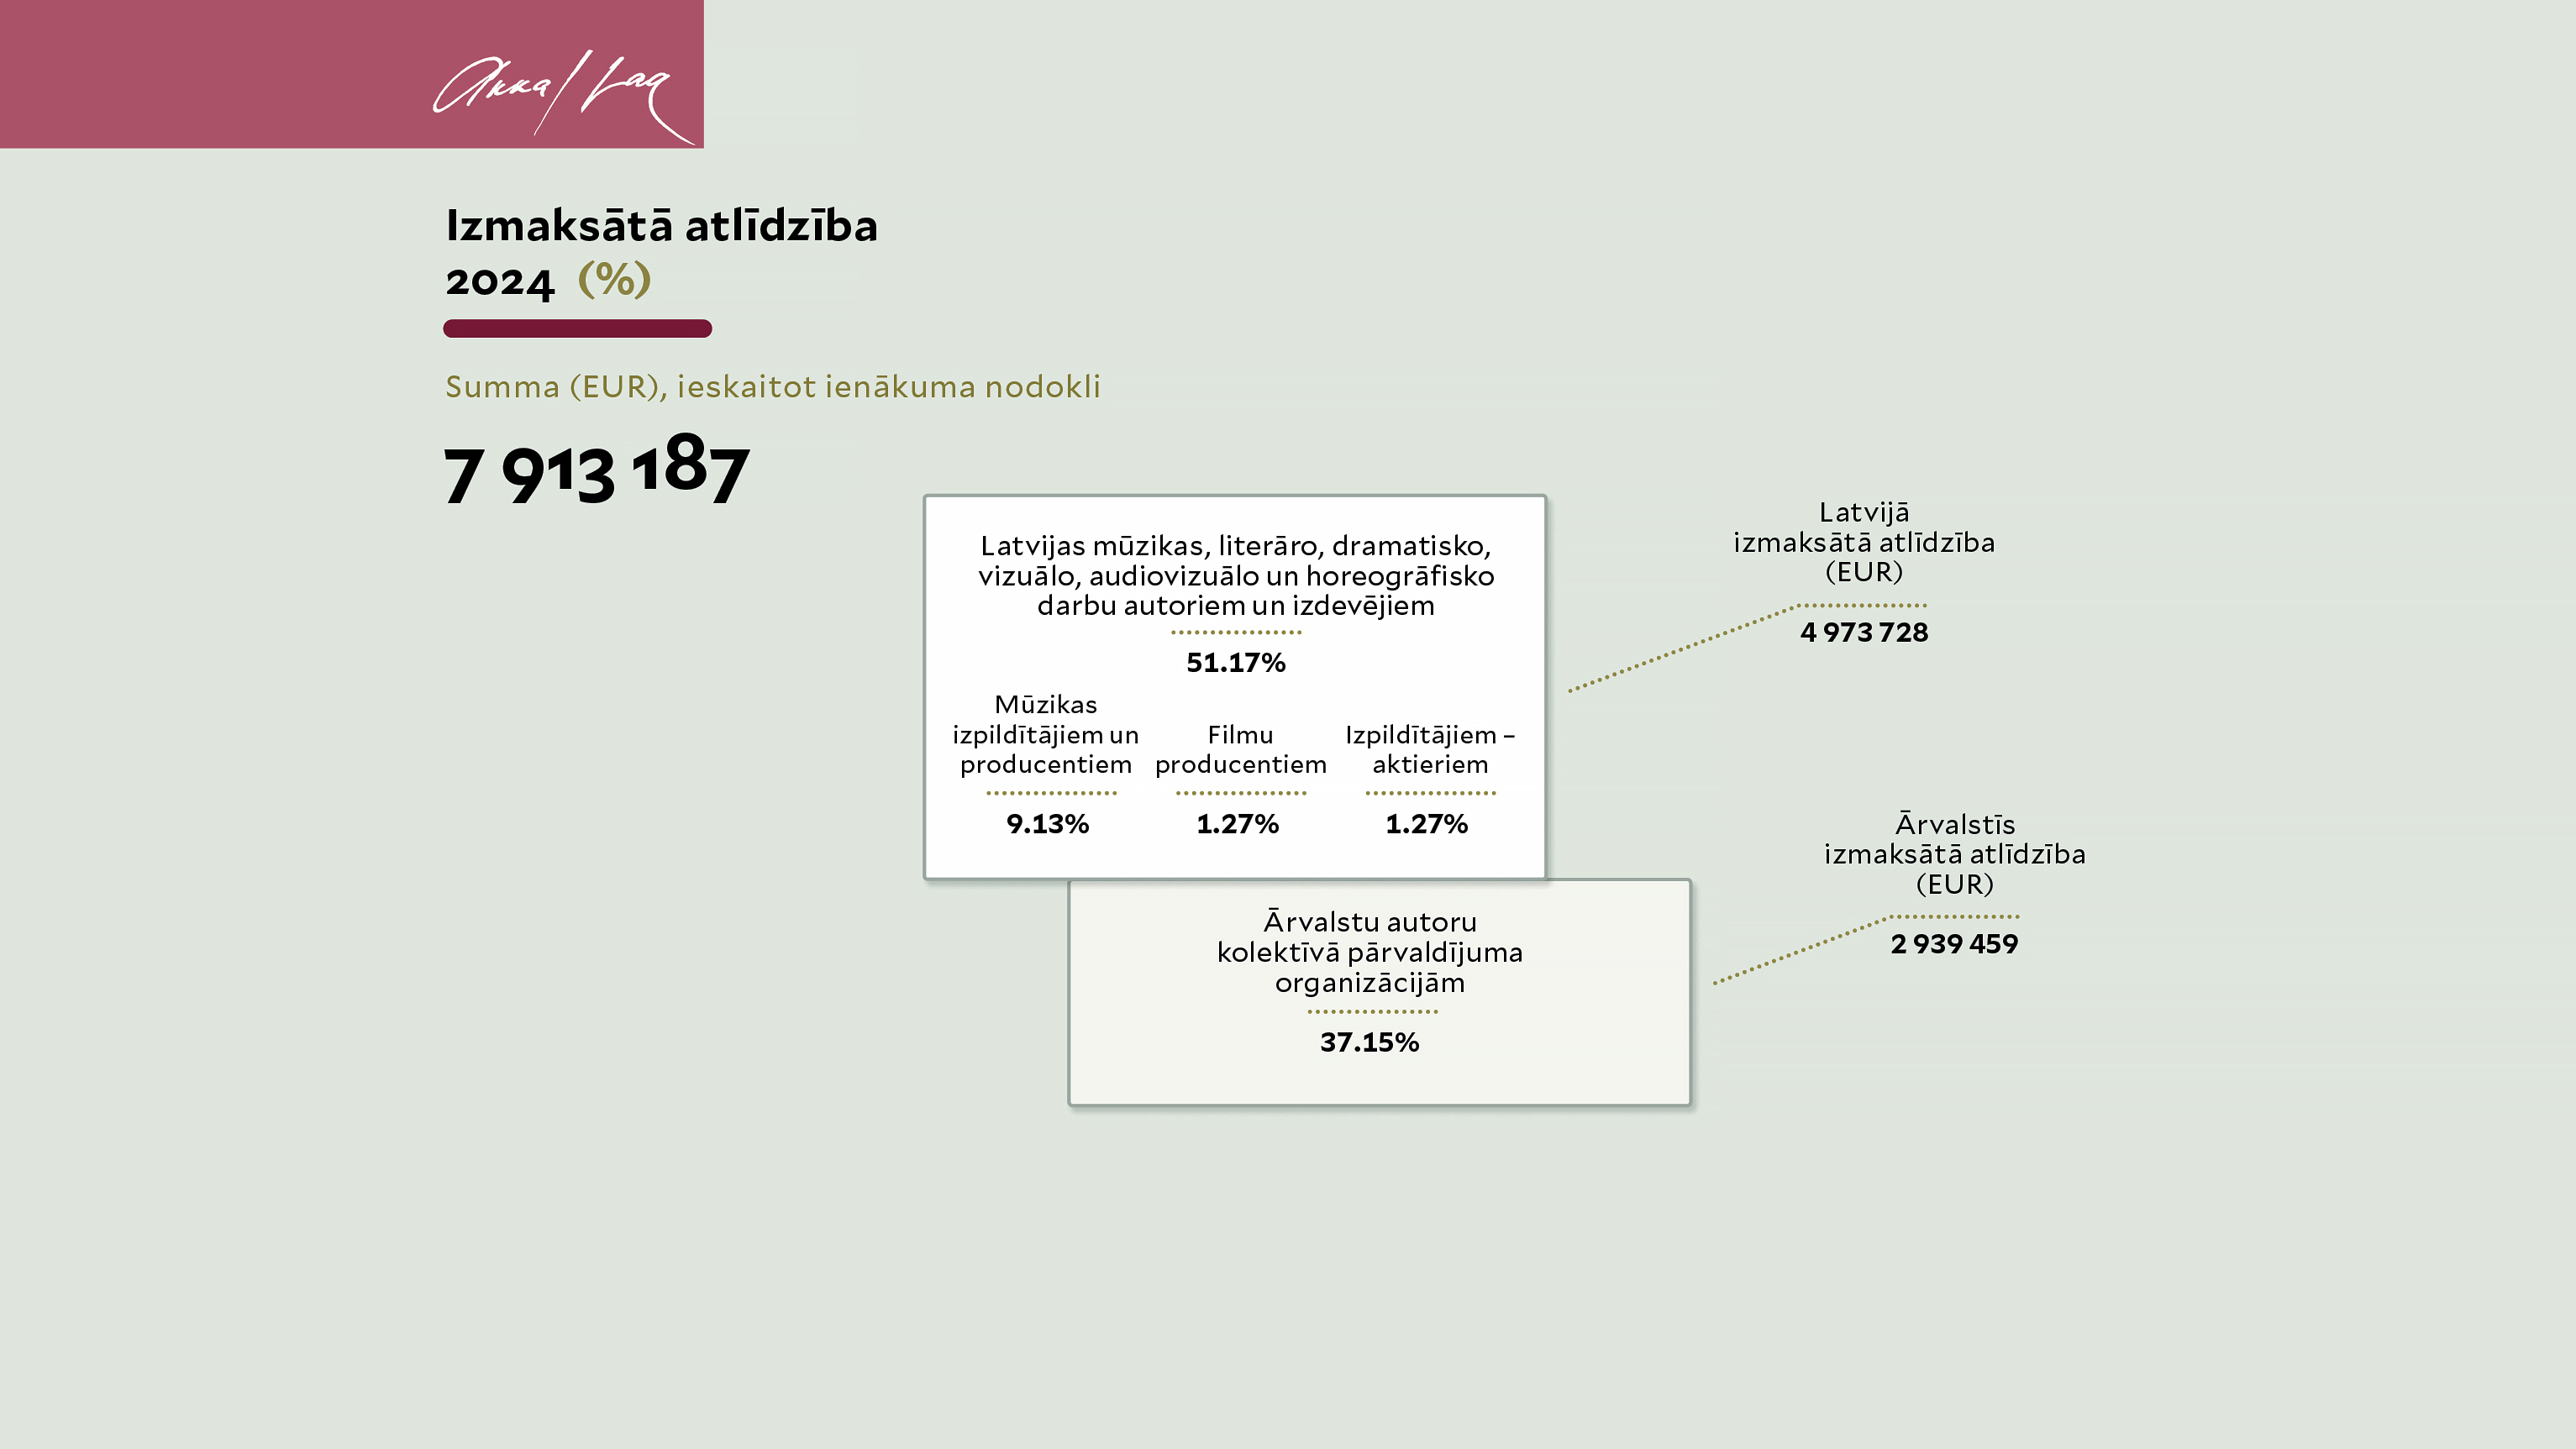 Akka/Laa
Izmaksātā atlīdzība
2024 (%)
Summa (EUR), ieskaitot ienākuma nodokli
7 913 187
Latvijas mūzikas, literāro, dramatisko,
vizuālo, audiovizuālo un horeogrāfisko
darbu autoriem un izdevējiem
51.17%
Mūzikas
izpildītājiem un
producentiem
9.13%
Filmu
producentiem
1.27%
Izpildītājiem –
aktieriem
1.27%
Latvijā
izmaksātā atlīdzība
(EUR)
4 973 728
Ārvalstu autoru
kolektīvā pārvaldījuma
organizācijām
37.15%
Ārvalstīs
izmaksātā atlīdzība
(EUR)
2 939 459